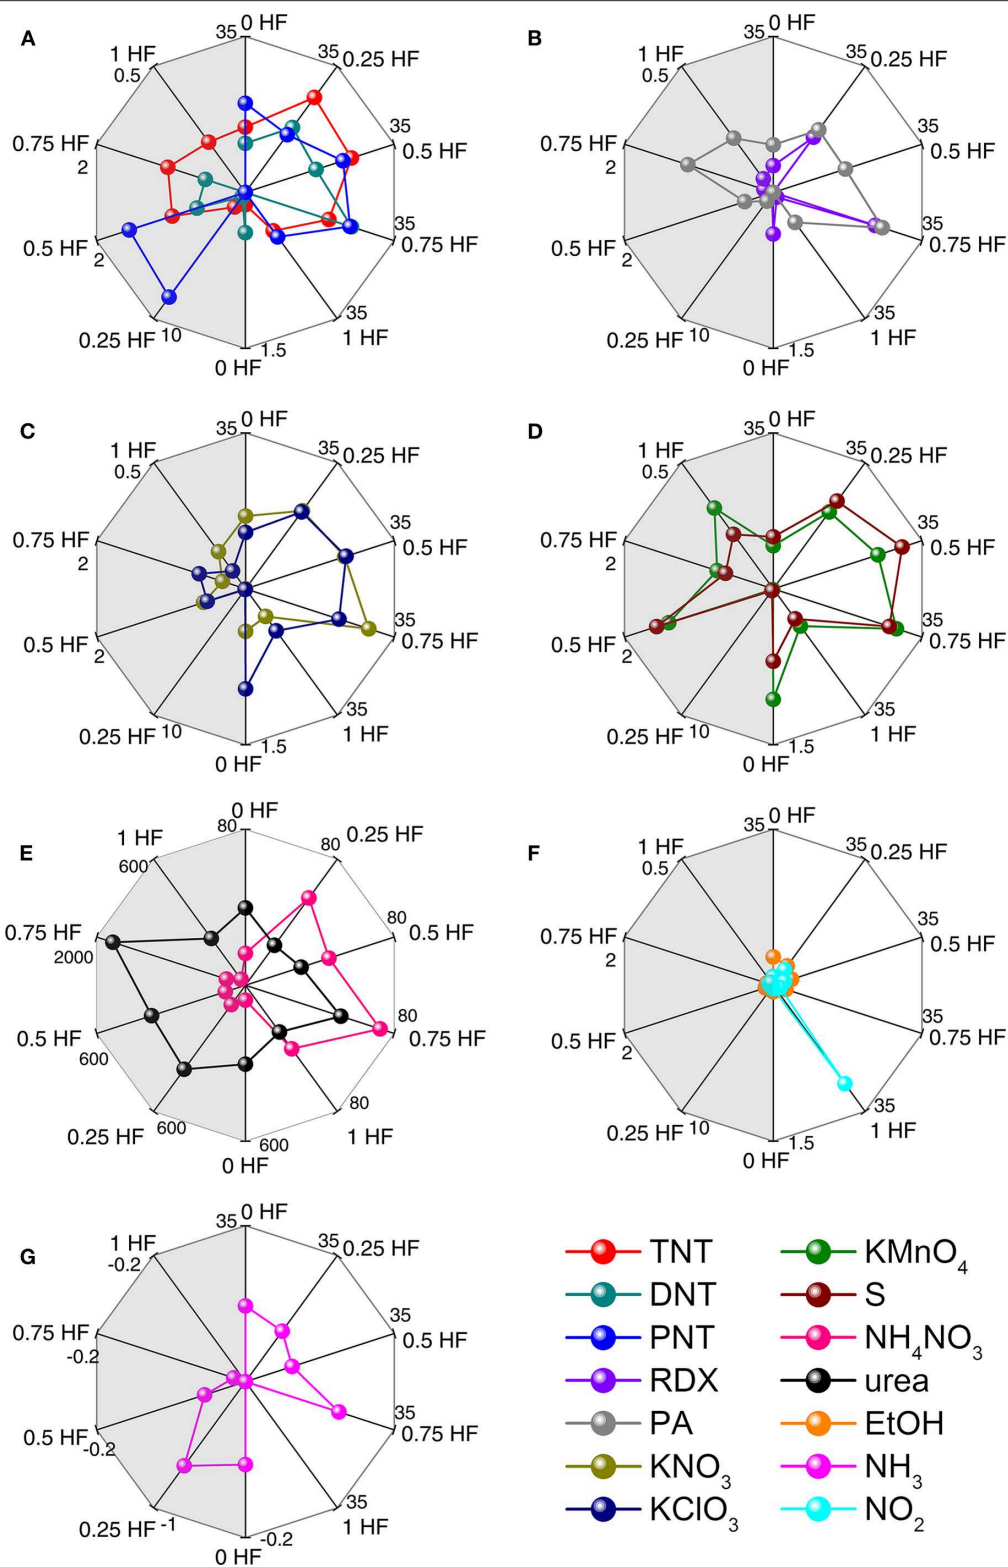 A
0 HF
35
35
0.25 HF
35
0.5 HF
35
0.75 HF
35
1 HF
1.5
0 HF
10
0.25 HF
0.5 HF
2
0.75 HF
2
1 HF
0.5
B
0 HF
35
35
0.25 HF
35
0.5 HF
35
0.75 HF
35
1 HF
1.5
0 HF
10
0.25 HF
0.5 HF
2
0.75 HF
2
1 HF
0.5
C
0 HF
35
35
0.25 HF
35
0.5 HF
35
0.75 HF
35
1 HF
1.5
0 HF
10
0.25 HF
0.5 HF
2
0.75 HF
2
1 HF
0.5
D
0 HF
35
35
0.25 HF
35
0.5 HF
35
0.75 HF
35
1 HF
1.5
0 HF
10
0.25 HF
0.5 HF
2
0.75 HF
2
1 HF
0.5
E
0 HF
80
80
0.25 HF
80
0.5 HF
80
0.75 HF
80
1 HF
600
0 HF
600
0.25 HF
0.5 HF
600
0.75 HF
2000
1 HF
600
F
0 HF
35
35
0.25 HF
35
0.5 HF
35
0.75 HF
35
1 HF
1.5
0 HF
10
0.25 HF
0.5 HF
2
0.75 HF
2
1 HF
0.5
G
0 HF
35
35
0.25 HF
35
0.5 HF
35
0.75 HF
35
1 HF
-0.2
0 HF
-1
0.25 HF
0.5 HF
-0.2
0.75 HF
-0.2
1 HF
-0.2
TNT
DNT
PNT
RDX
PA
KNO₃
KClO₃
KMnO₄
S
NH₄NO₃
urea
EtOH
NH₃
NO₂